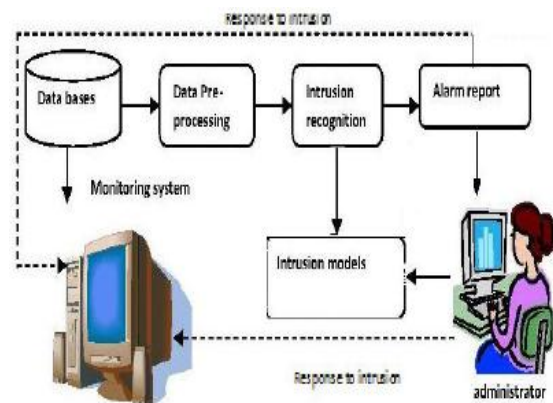 Response to intrusion
Data bases
Data Pre-
processing
Intrusion
recognition
Alarm report
Monitoring system
Intrusion models
Response to intrusion
administrator